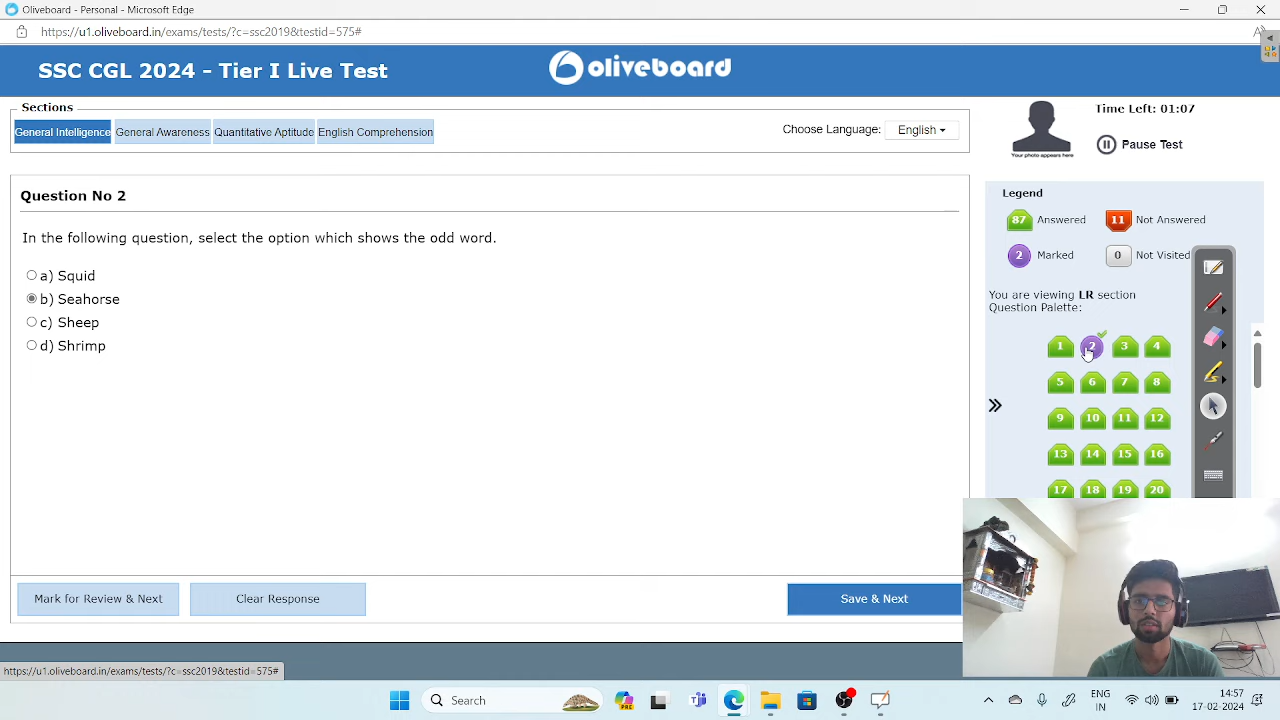 Oliveboard - Personal - Microsoft Edge
https://u1.oliveboard.in/exams/tests/?c=ssc2019&testid=575#
SSC CGL 2024 - Tier I Live Test
oliveboard
Sections
General Intelligence
General Awareness
Quantitative Aptitude
English Comprehension
Choose Language:
English
Your photo appears here
Time Left: 01:07
Pause Test
Question No 2
In the following question, select the option which shows the odd word.
a) Squid
b) Seahorse
c) Sheep
d) Shrimp
Legend
87 Answered
11 Not Answered
2 Marked
0 Not Visited
You are viewing LR section
Question Palette:
1 2 3 4
5 6 7 8
9 10 11 12
13 14 15 16
17 18 19 20
Mark for Review & Next
Clear Response
Save & Next
https://u1.oliveboard.in/exams/tests/?c=ssc2019&testid=575#
Search
PRE
ENG
IN
14:57
17-02-2024